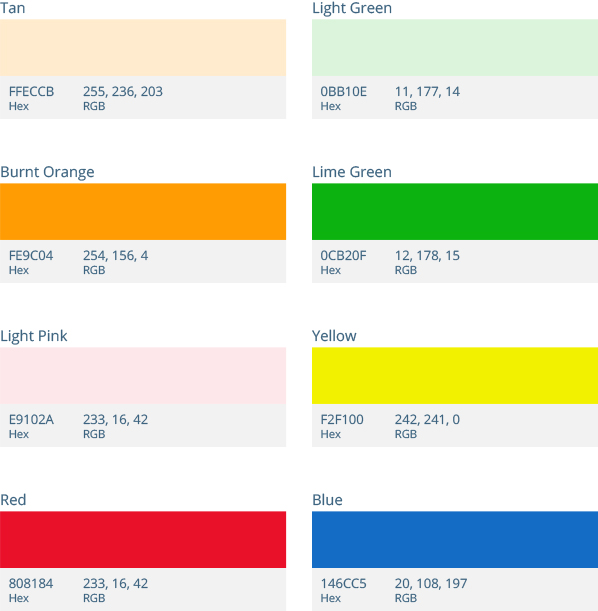 Tan
FFECCB 255, 236, 203
Hex RGB
Light Green
0BB10E 11, 177, 14
Hex RGB
Burnt Orange
FE9C04 254, 156, 4
Hex RGB
Lime Green
0CB20F 12, 178, 15
Hex RGB
Light Pink
E9102A 233, 16, 42
Hex RGB
Yellow
F2F100 242, 241, 0
Hex RGB
Red
808184 233, 16, 42
Hex RGB
Blue
146CC5 20, 108, 197
Hex RGB